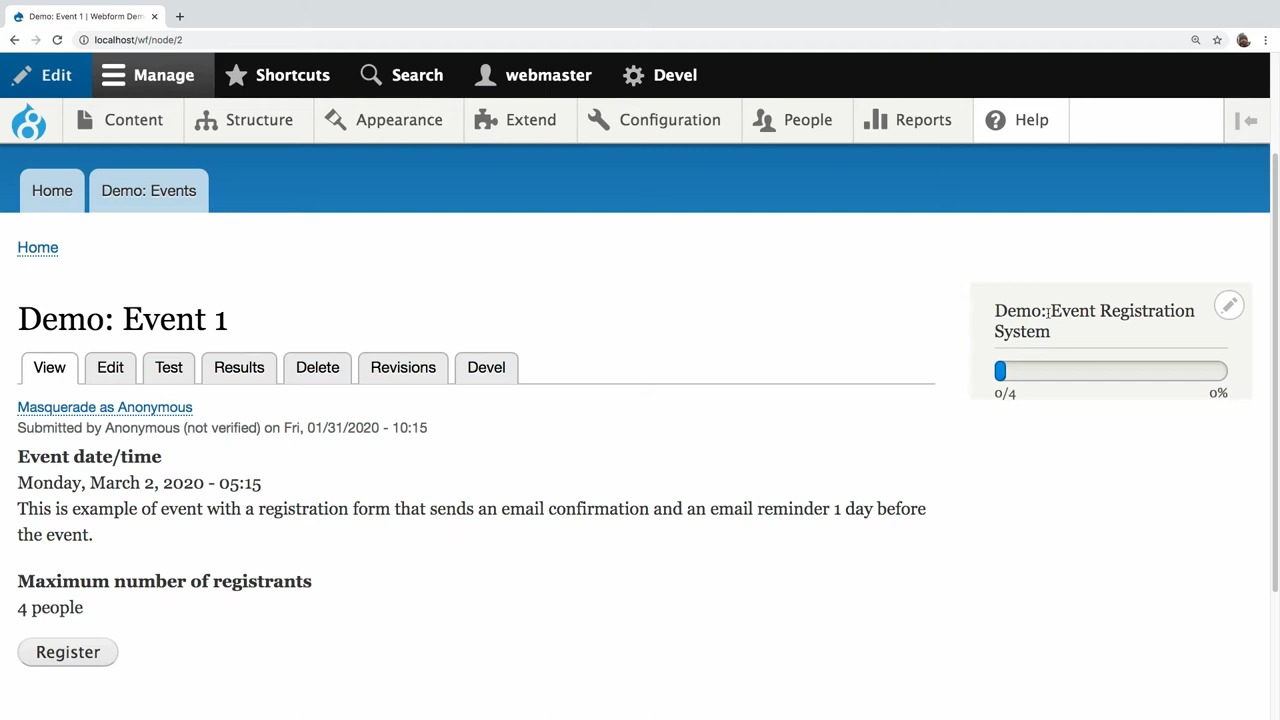 Demo: Event 1 | Webform Dem
localhost/wf/node/2
Edit Manage Shortcuts Search webmaster Devel
Content Structure Appearance Extend Configuration People Reports Help
Home Demo: Events
Home
Demo: Event 1
View Edit Test Results Delete Revisions Devel
Masquerade as Anonymous
Submitted by Anonymous (not verified) on Fri, 01/31/2020 - 10:15
Event date/time
Monday, March 2, 2020 - 05:15
This is example of event with a registration form that sends an email confirmation and an email reminder 1 day before
the event.
Maximum number of registrants
4 people
Register
Demo: Event Registration
System
0/4 0%